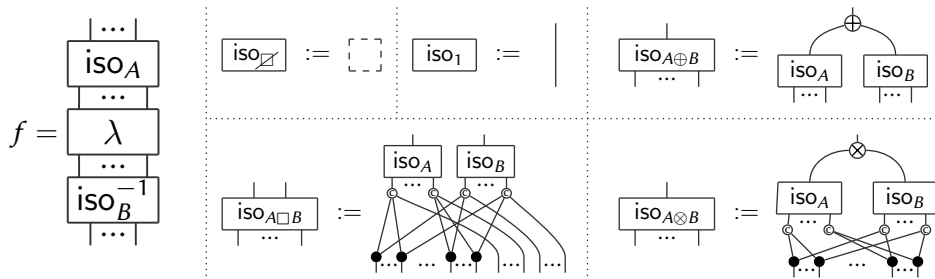 f = iso_A ... λ ... iso_B^{-1} ...
iso_□̸ := iso_1 :=
iso_{A⊕B} := ⊕ iso_A iso_B
iso_{A□B} := iso_A iso_B
iso_{A⊗B} := ⊗ iso_A iso_B